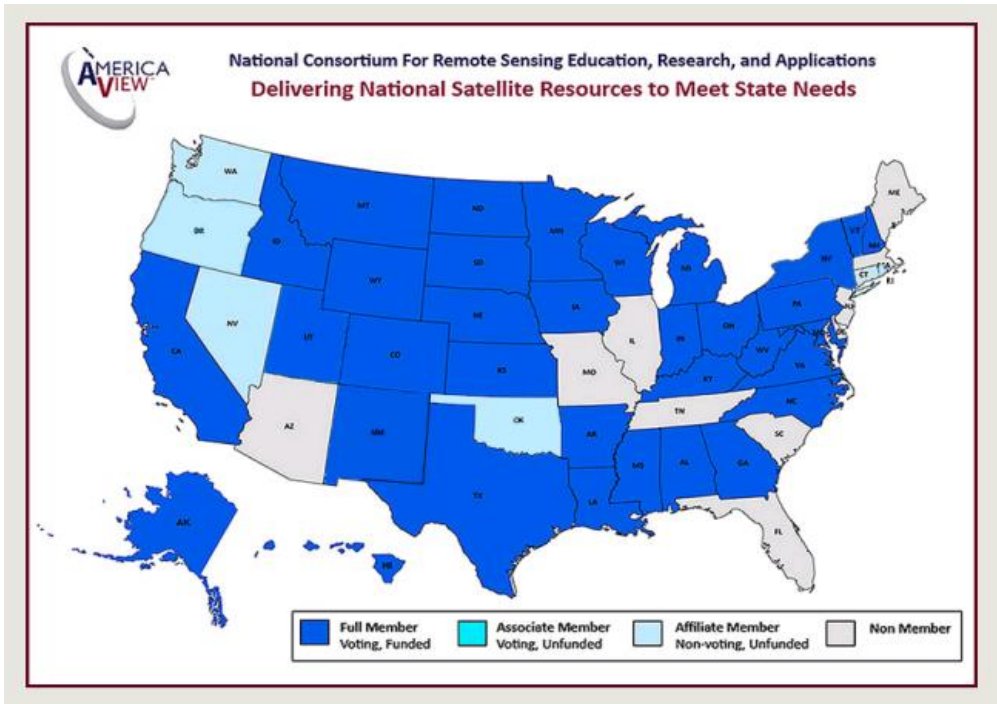 AMERICA
VIEW
National Consortium For Remote Sensing Education, Research, and Applications
Delivering National Satellite Resources to Meet State Needs
WA
OR
CA
NV
ID
MT
WY
UT
AZ
CO
NM
ND
SD
NE
KS
OK
TX
MN
IA
MO
AR
LA
WI
IL
MI
IN
OH
KY
TN
MS
AL
GA
FL
SC
NC
VA
WV
PA
NY
VT
NH
ME
CT
RI
NJ
AK
HI
Full Member
Voting, Funded
Associate Member
Voting, Unfunded
Affiliate Member
Non-voting, Unfunded
Non Member